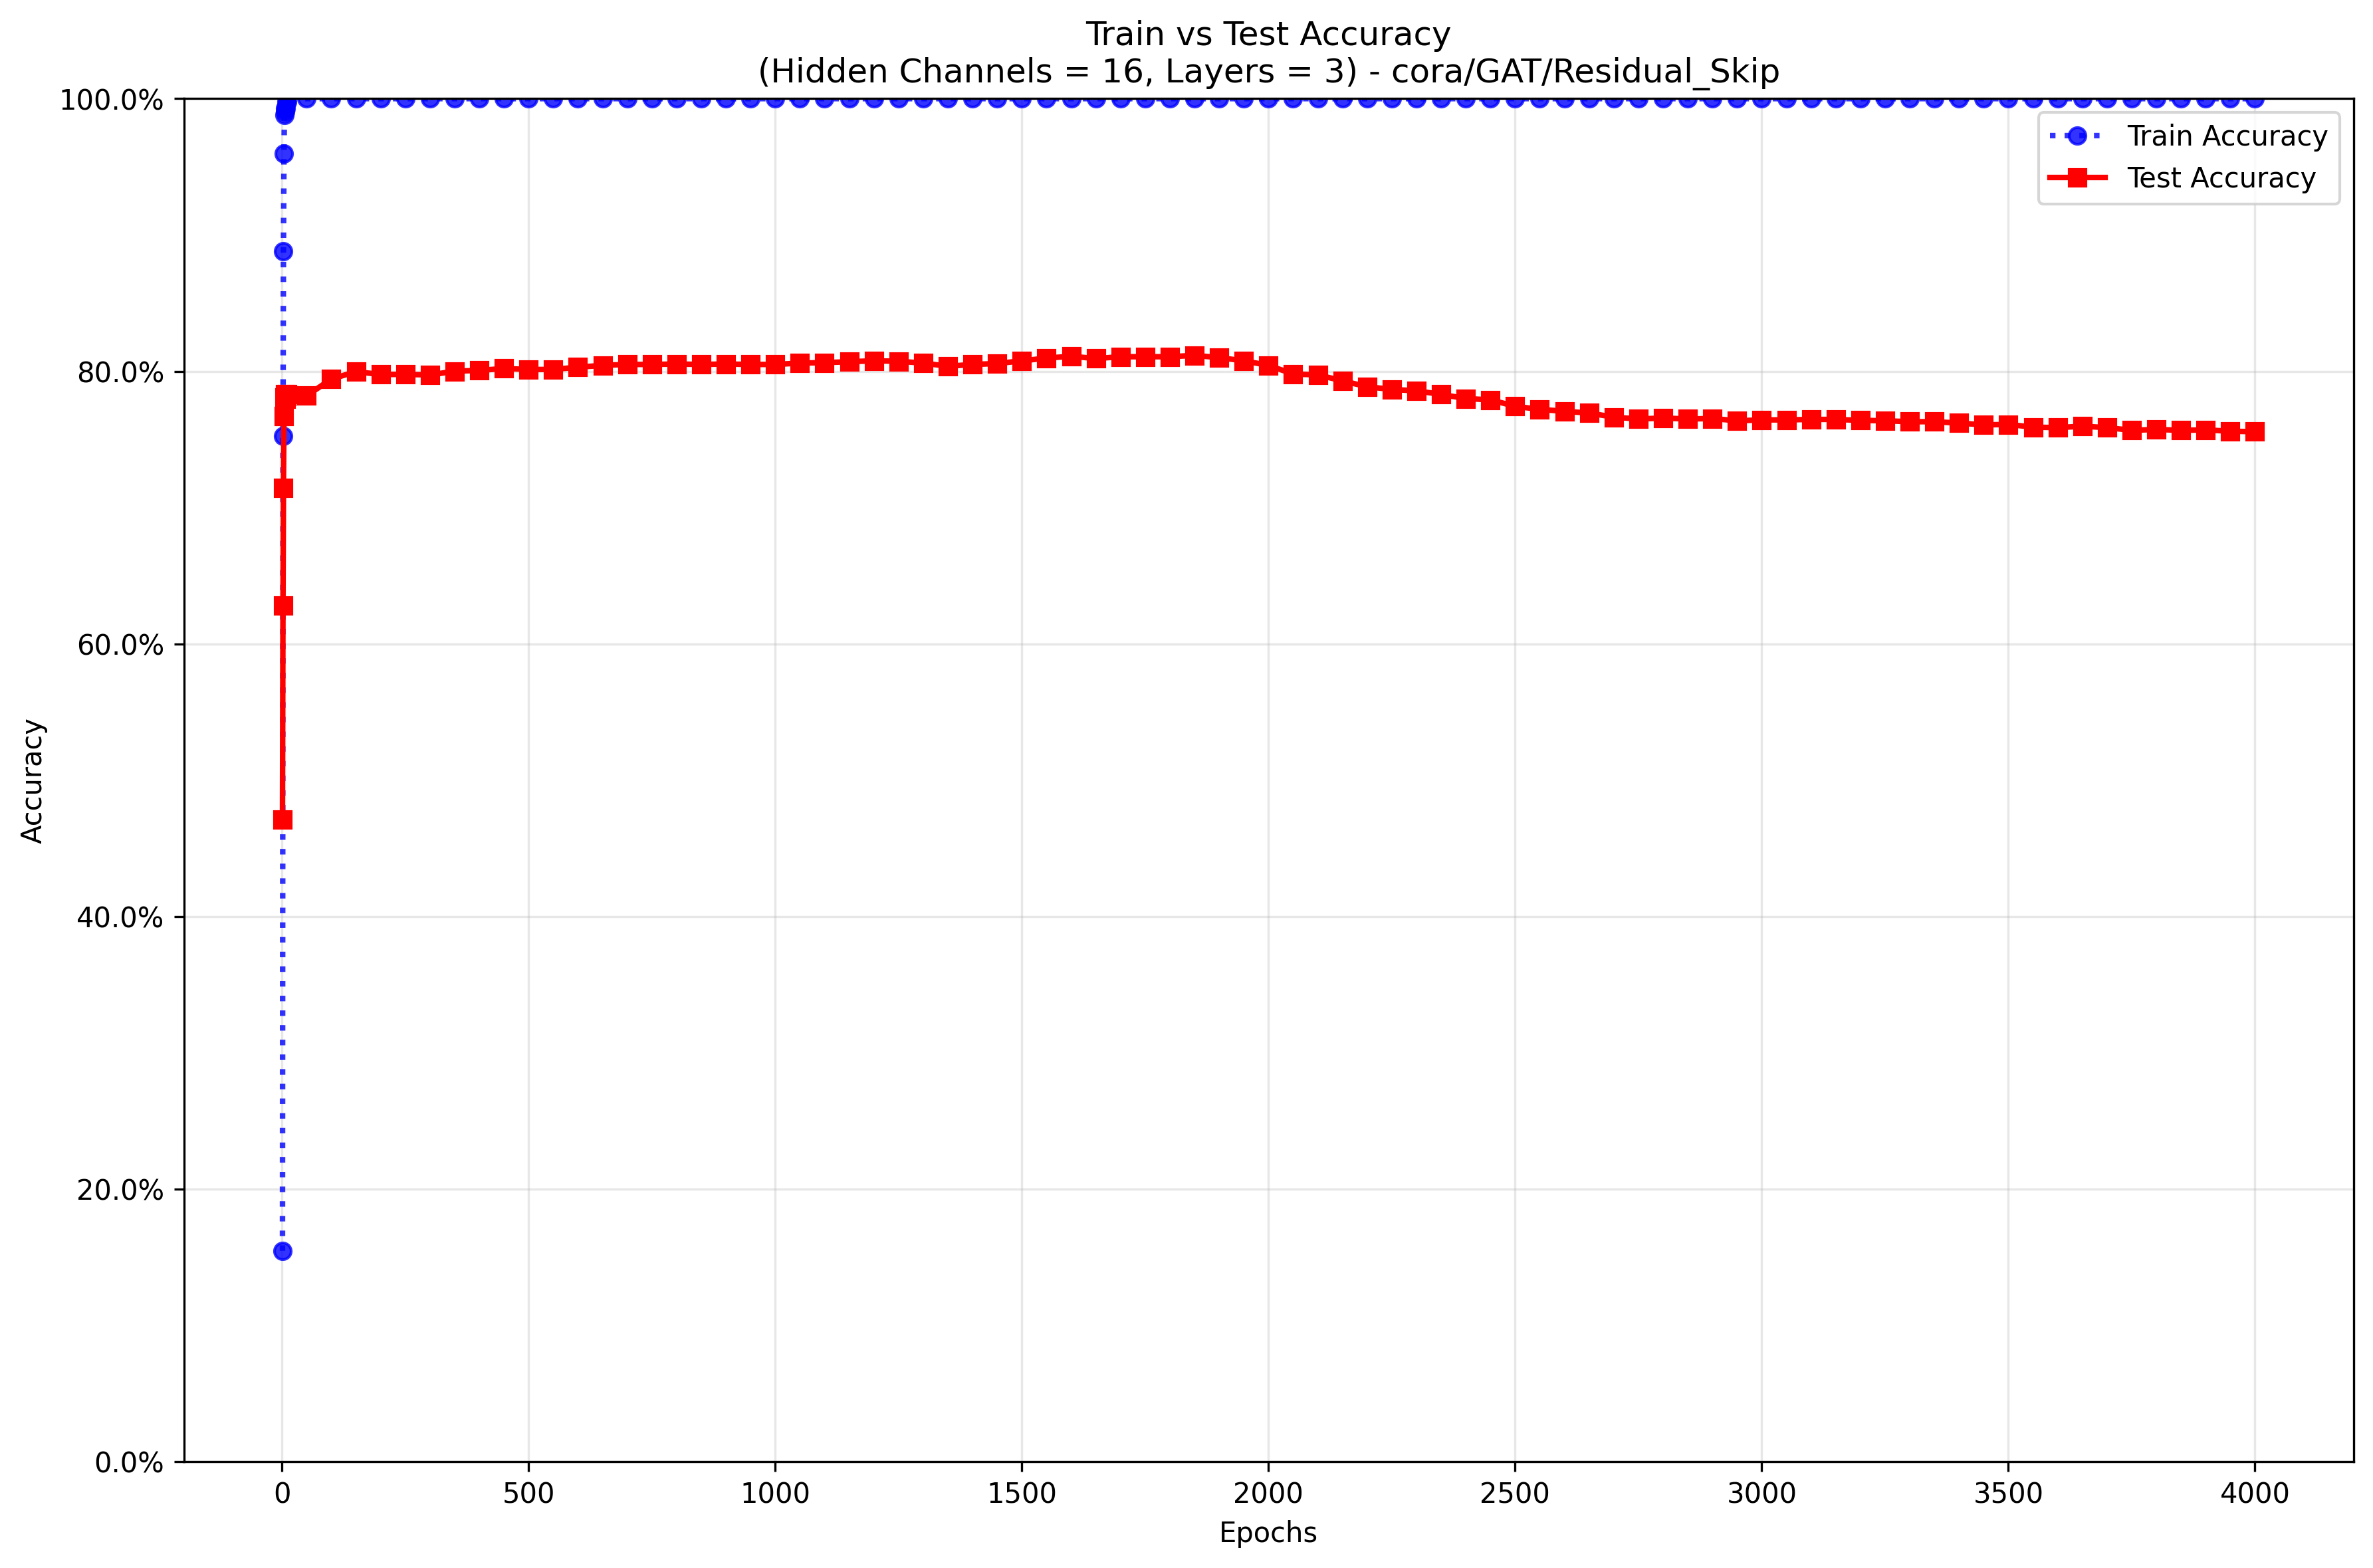 Train vs Test Accuracy
(Hidden Channels = 16, Layers = 3) - cora/GAT/Residual_Skip
100.0%
80.0%
60.0%
40.0%
20.0%
0.0%
Accuracy
Train Accuracy
Test Accuracy
0 500 1000 1500 2000 2500 3000 3500 4000
Epochs